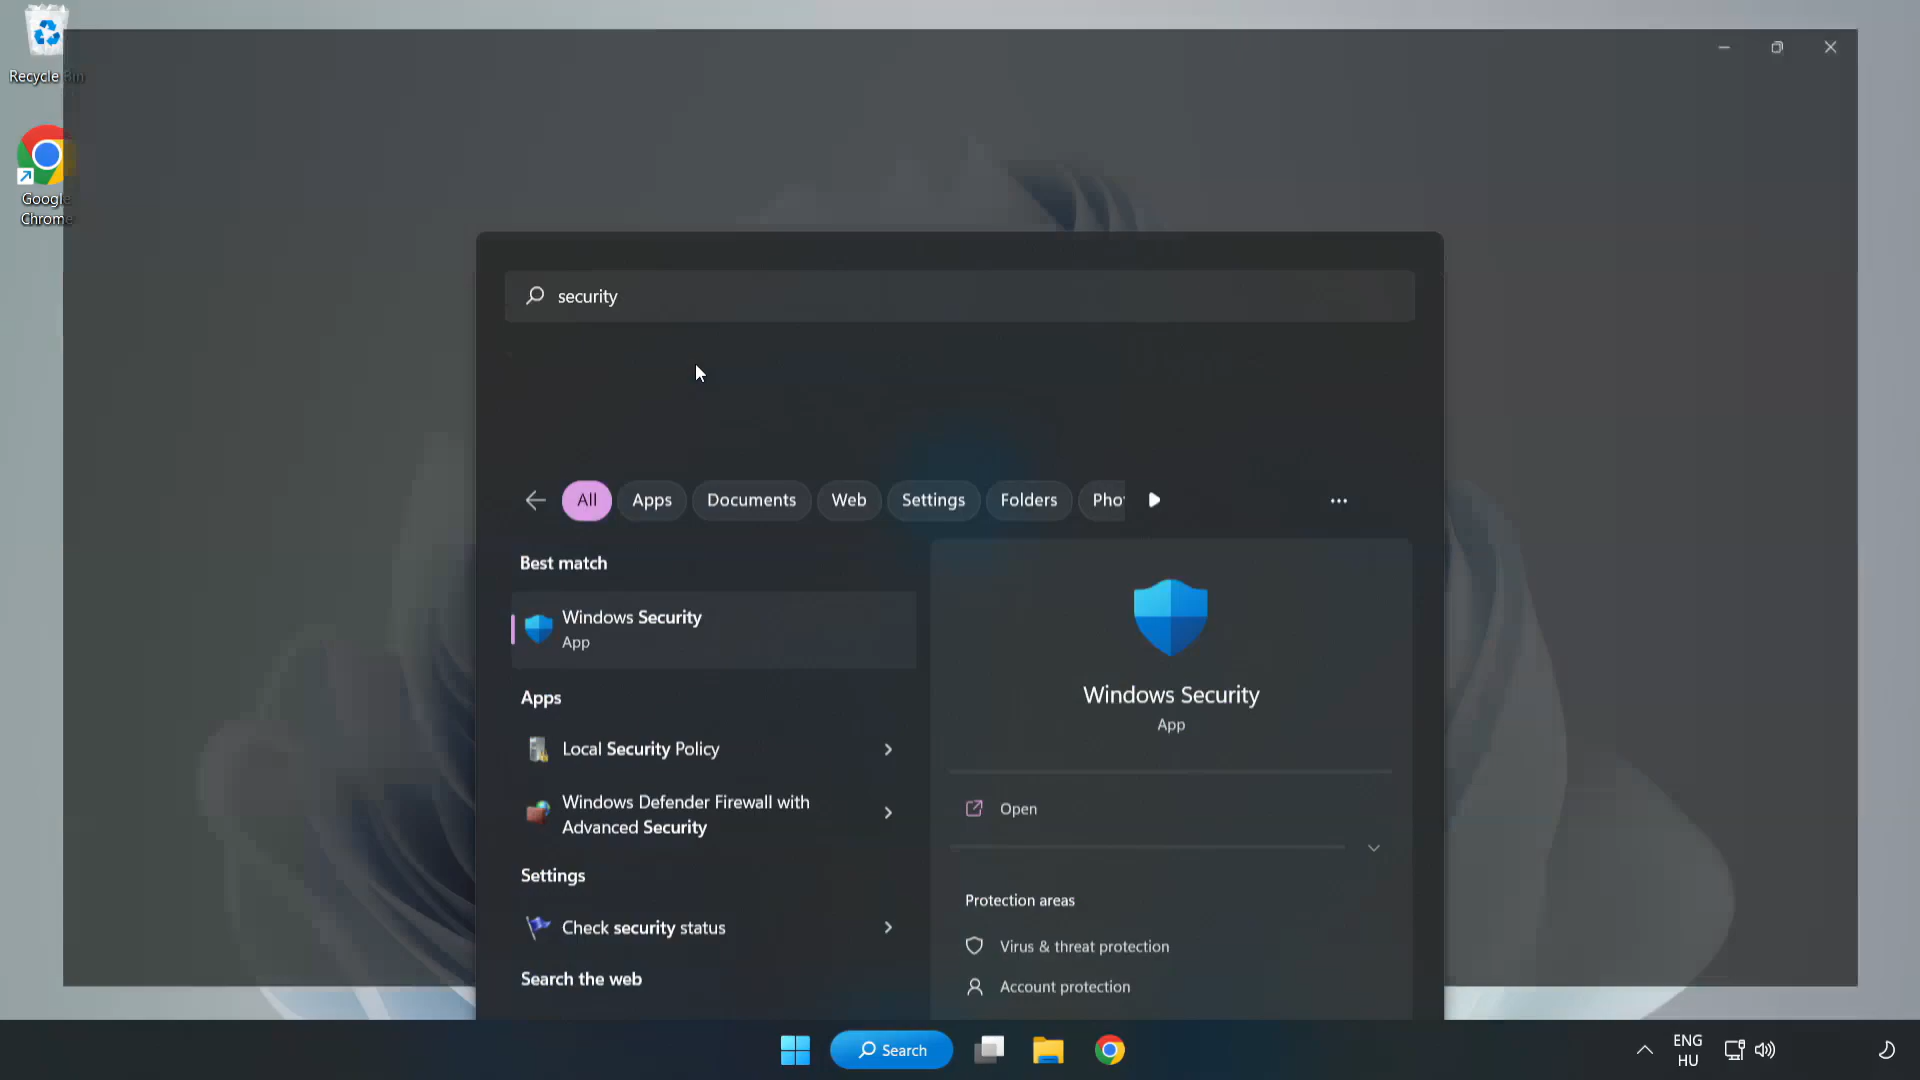 Recycle Bin
Google
Chrome
security
All
Apps
Documents
Web
Settings
Folders
Pho
Best match
Windows Security
App
Apps
Local Security Policy
Windows Defender Firewall with
Advanced Security
Settings
Check security status
Search the web
Windows Security
App
Open
Protection areas
Virus & threat protection
Account protection
Search
ENG
HU